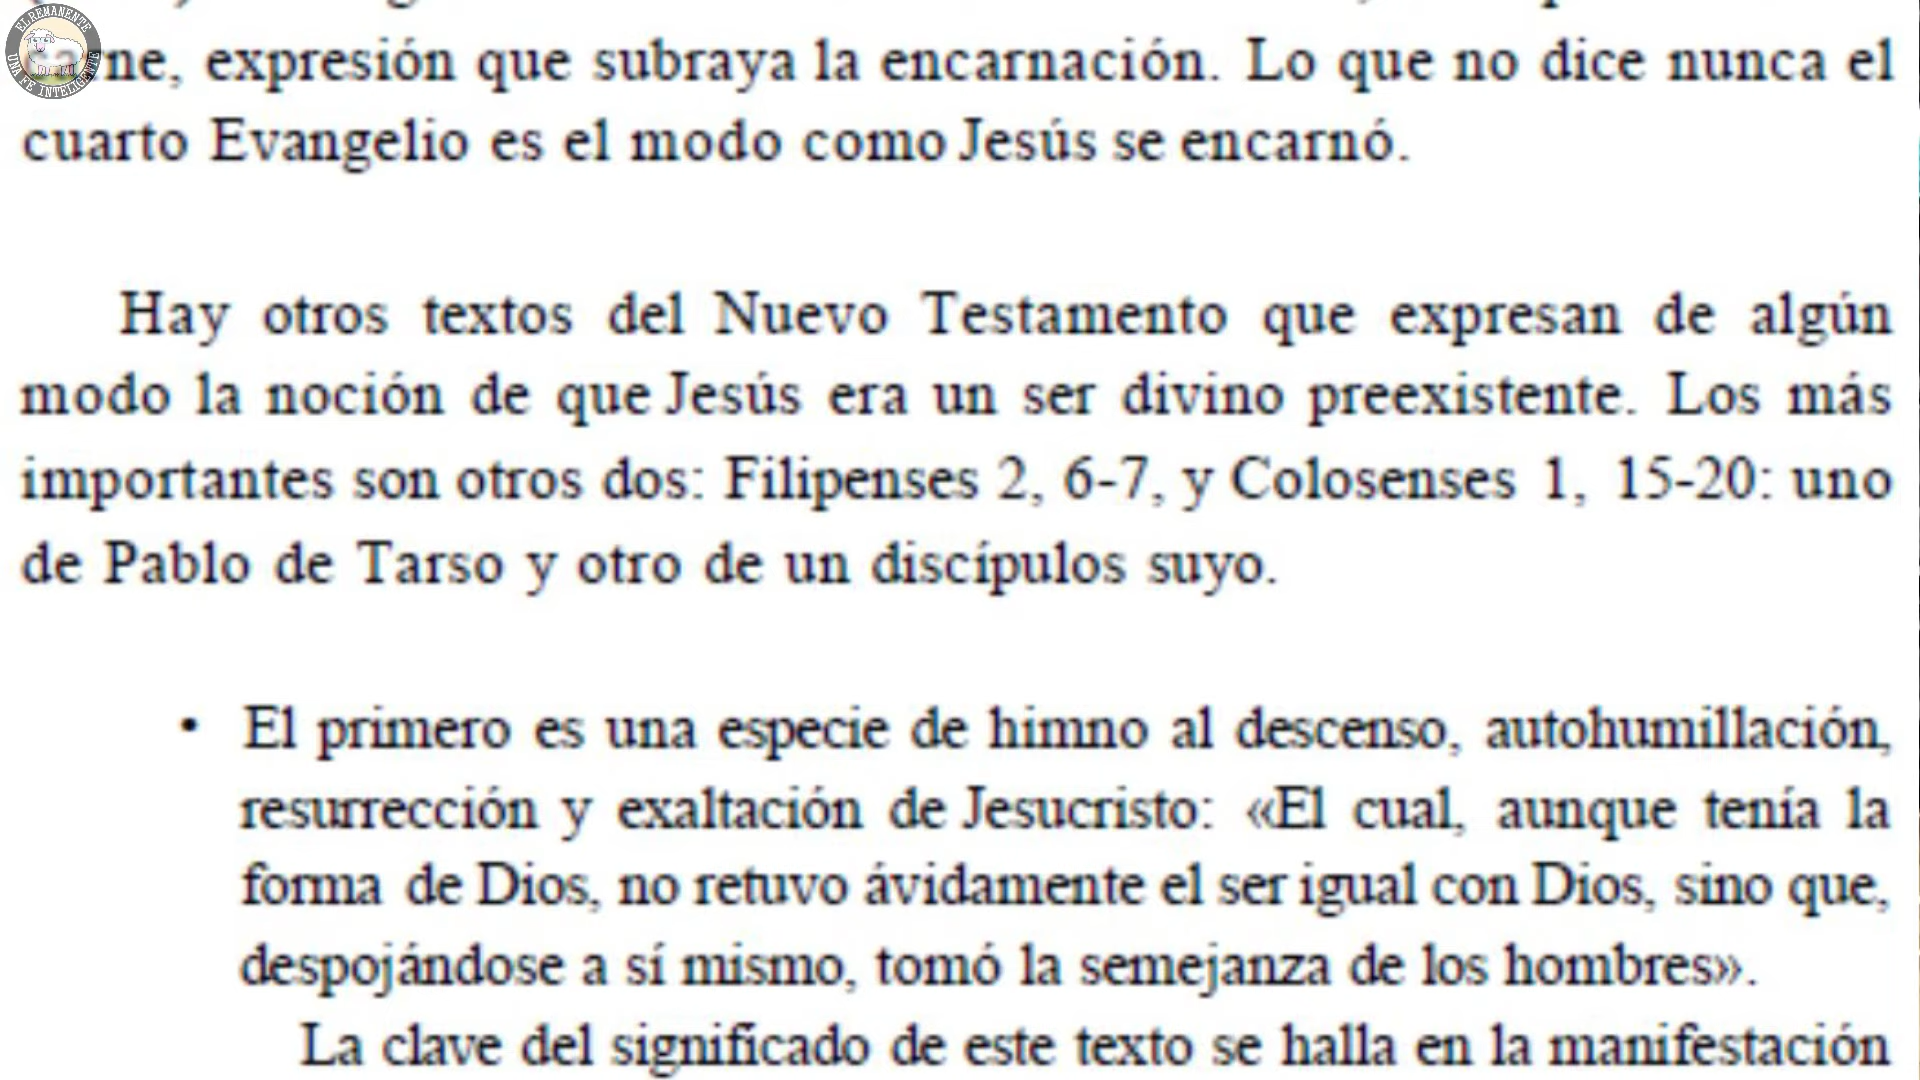 EL REMANENTE
UNA FE INTELIGENTE
ne, expresión que subraya la encarnación. Lo que no dice nunca el
cuarto Evangelio es el modo como Jesús se encarnó.
Hay otros textos del Nuevo Testamento que expresan de algún
modo la noción de que Jesús era un ser divino preexistente. Los más
importantes son otros dos: Filipenses 2, 6-7, y Colosenses 1, 15-20: uno
de Pablo de Tarso y otro de un discípulos suyo.
• El primero es una especie de himno al descenso, autohumillación,
resurrección y exaltación de Jesucristo: «El cual, aunque tenía la
forma de Dios, no retuvo ávidamente el ser igual con Dios, sino que,
despojándose a sí mismo, tomó la semejanza de los hombres».
La clave del significado de este texto se halla en la manifestación